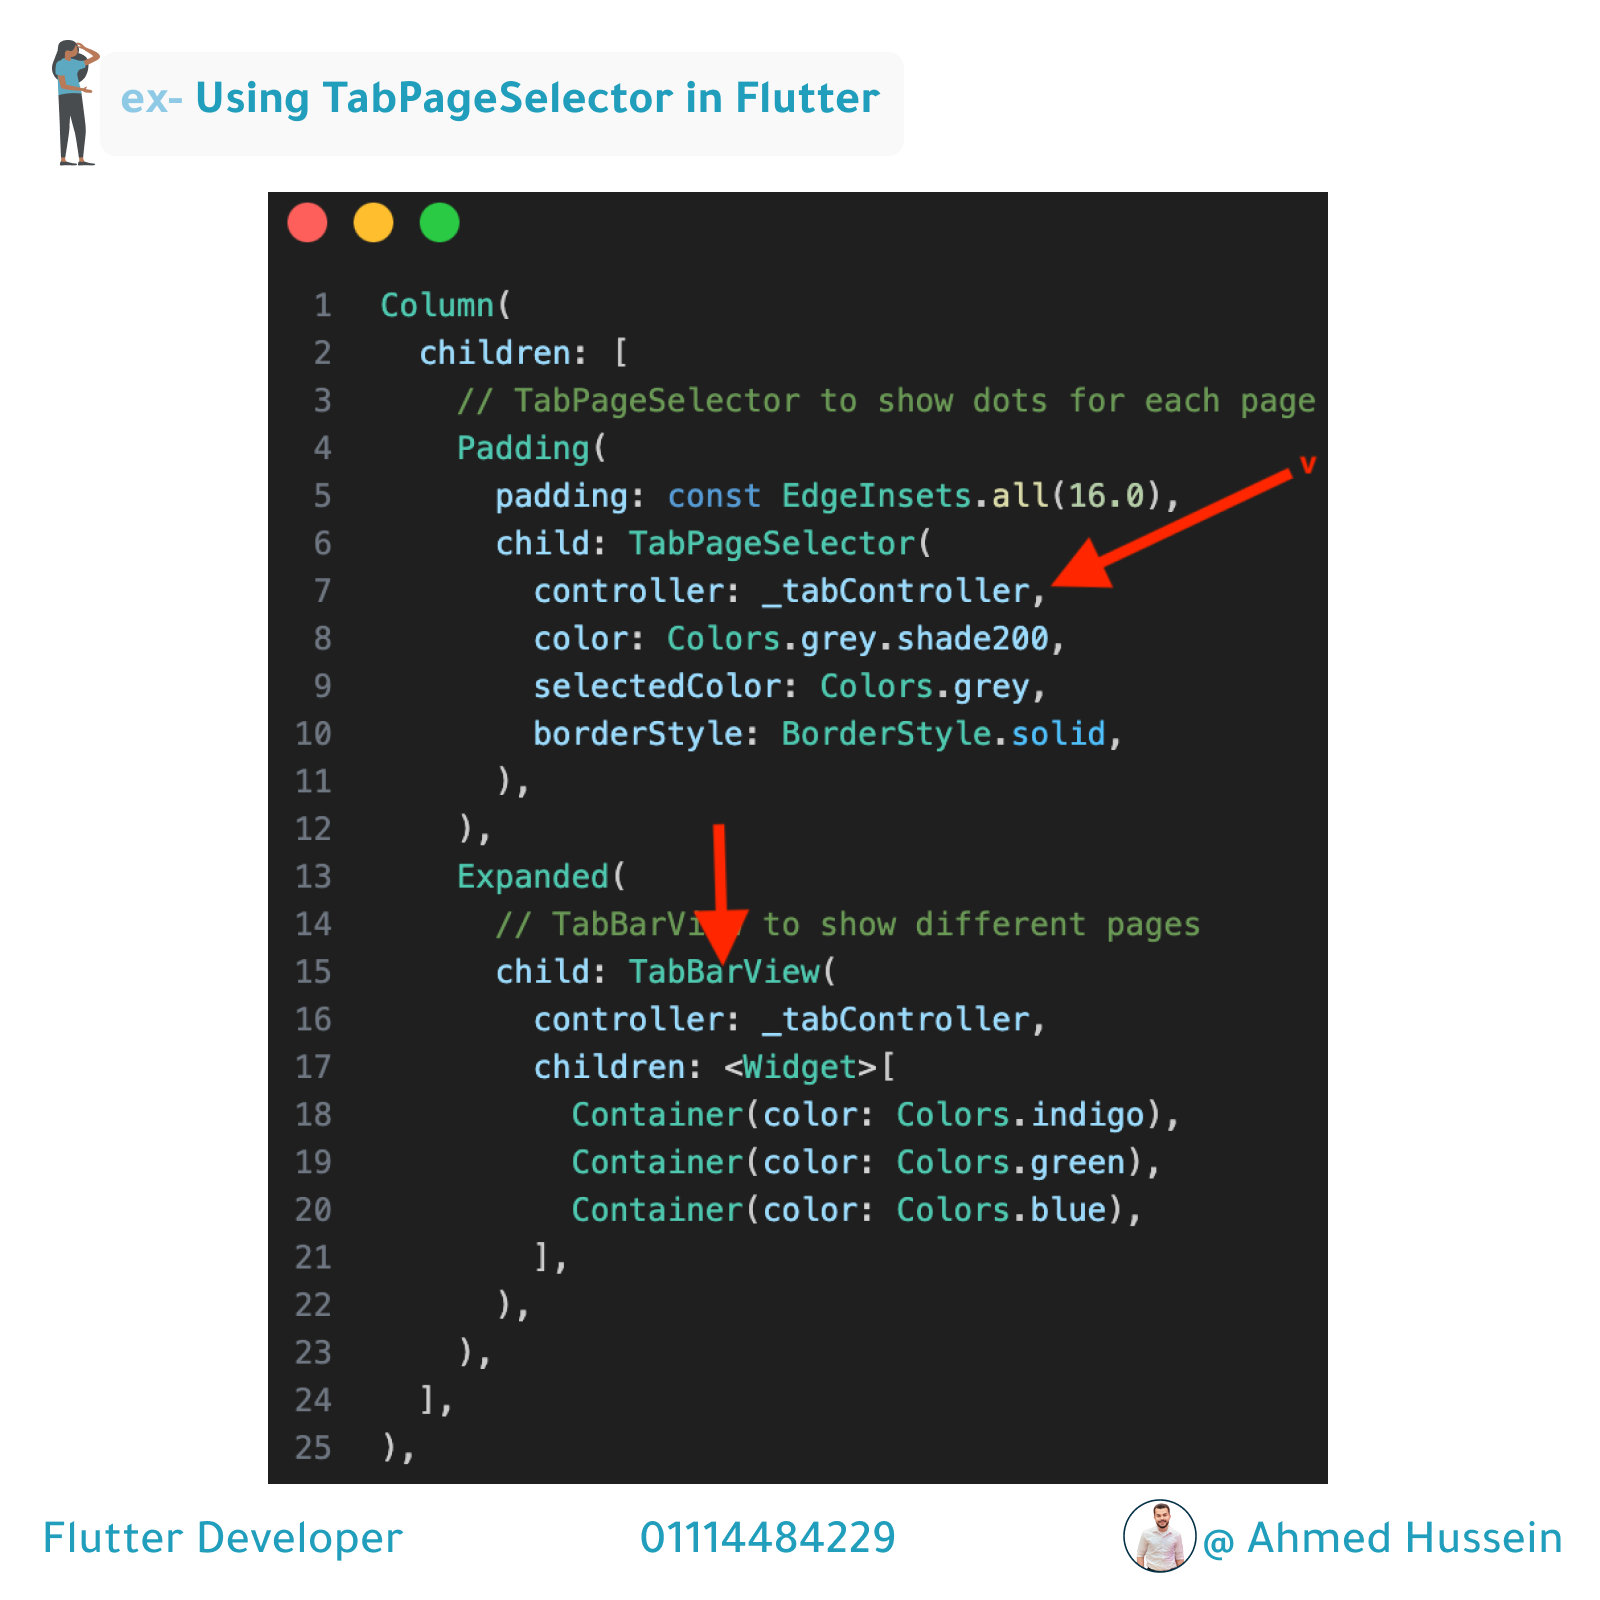 ex- Using TabPageSelector in Flutter
1 Column(
2 children: [
3 // TabPageSelector to show dots for each page
4 Padding(
v
5 padding: const EdgeInsets.all(16.0),
6 child: TabPageSelector(
7 controller: _tabController,
8 color: Colors.grey.shade200,
9 selectedColor: Colors.grey,
10 borderStyle: BorderStyle.solid,
11 ),
12 ),
13 Expanded(
14 // TabBarView to show different pages
15 child: TabBarView(
16 controller: _tabController,
17 children: <Widget>[
18 Container(color: Colors.indigo),
19 Container(color: Colors.green),
20 Container(color: Colors.blue),
21 ],
22 ),
23 ),
24 ],
25 ),
Flutter Developer 01114484229 @ Ahmed Hussein